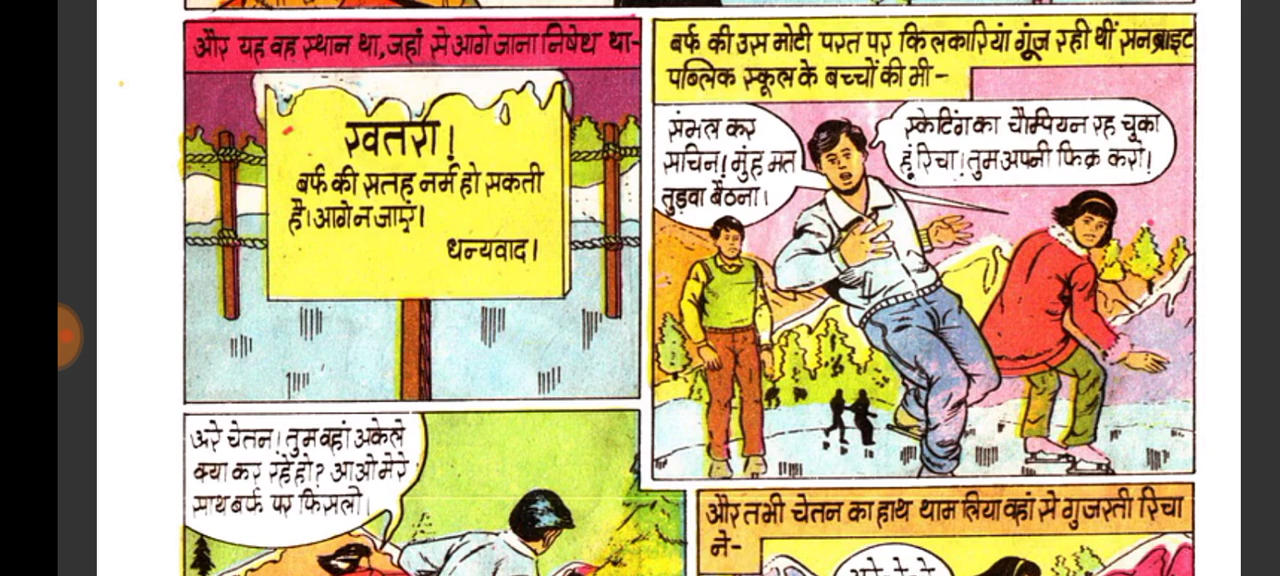 और यह वह स्थान था, जहां से आगे जाना निषेध था-
खतरा!
बर्फ की सतह नर्म हो सकती
है। आगे न जाएं।
धन्यवाद।
बर्फ की उस मोटी परत पर किलकारियां गूंज रही थीं सनब्राइट
पब्लिक स्कूल के बच्चों की भी-
संभल कर
सचिन! मुंह मत
तुड़वा बैठना।
स्केटिंग का चैम्पियन रह चुका
हूं रिचा! तुम अपनी फिक्र करो!
अरे चेतन! तुम वहां अकेले
क्या कर रहे हो? आओ मेरे
साथ बर्फ पर फिसलो।
और तभी चेतन का हाथ थाम लिया वहां से गुजरती रिचा
ने-